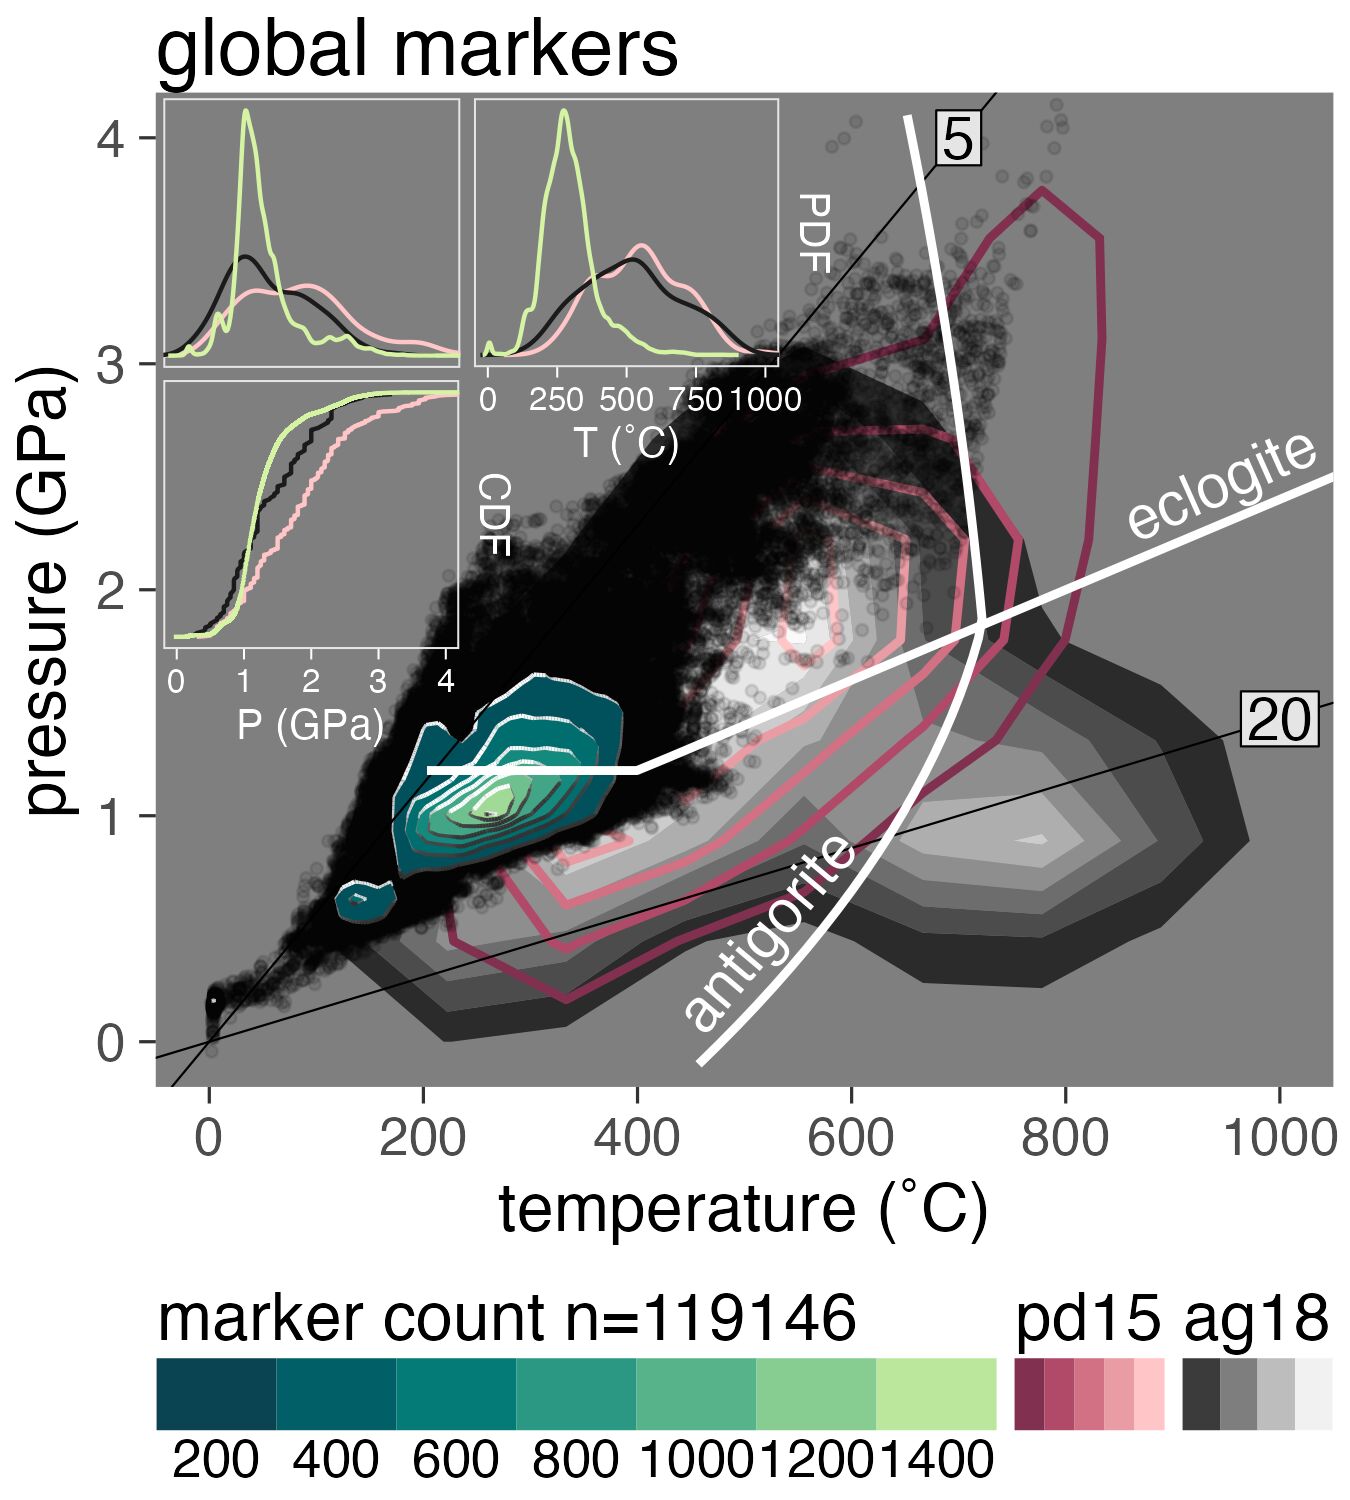 global markers
PDF
0 250 500 750 1000
T (˚C)
CDF
0 1 2 3 4
P (GPa)
5
20
eclogite
antigorite
4
3
2
1
0
pressure (GPa)
0 200 400 600 800 1000
temperature (˚C)
marker count n=119146
200 400 600 800 1000 1200 1400
pd15
ag18